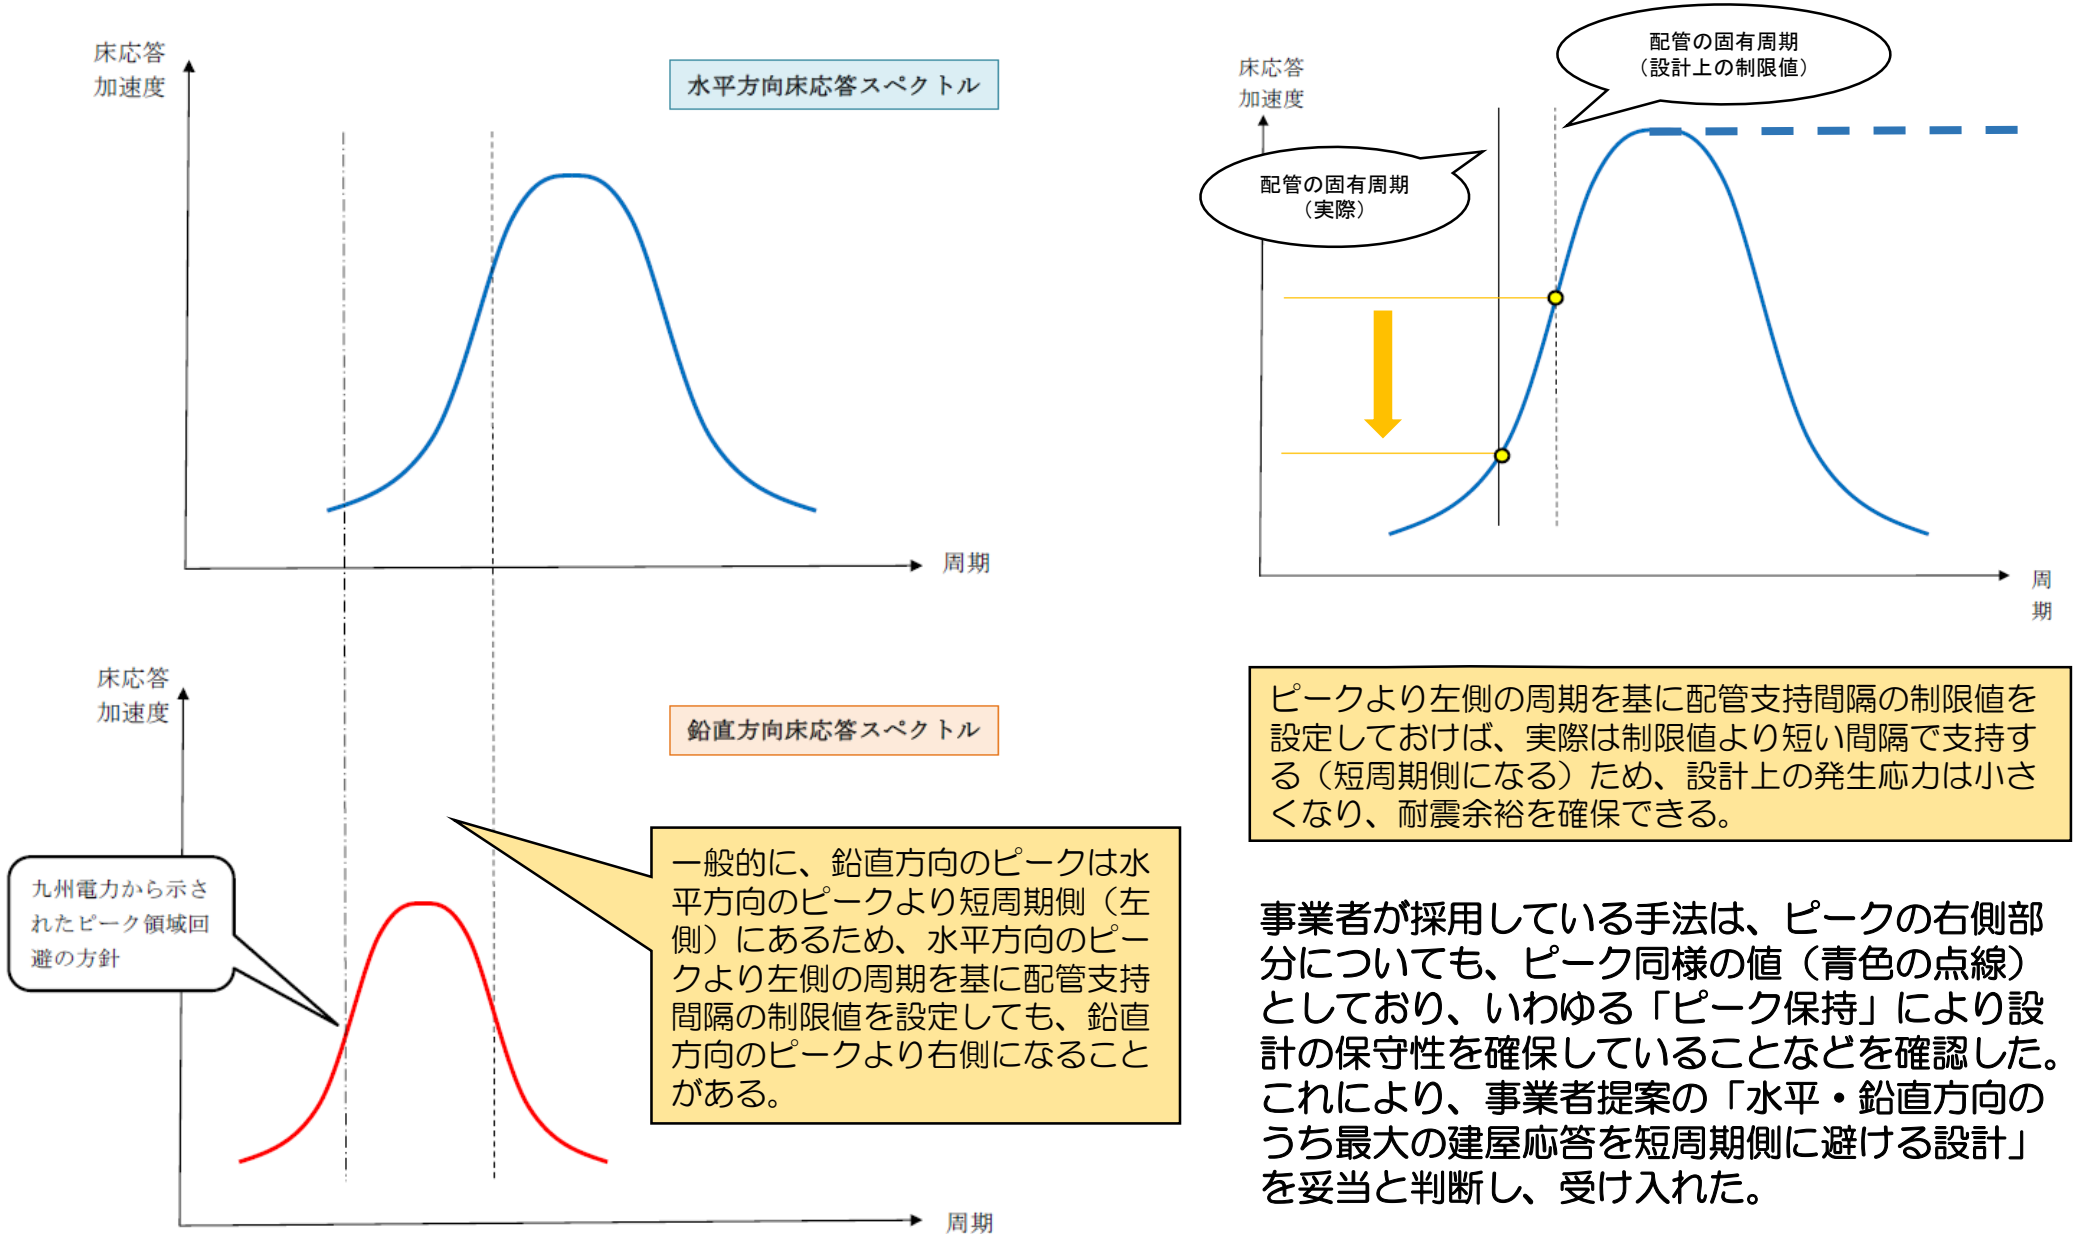 床応答
加速度
水平方向床応答スペクトル
周期
床応答
加速度
鉛直方向床応答スペクトル
九州電力から示さ
れたピーク領域回
避の方針
一般的に、鉛直方向のピークは水
平方向のピークより短周期側（左
側）にあるため、水平方向のピー
クより左側の周期を基に配管支持
間隔の制限値を設定しても、鉛直
方向のピークより右側になること
がある。
周期
配管の固有周期
（設計上の制限値）
床応答
加速度
配管の固有周期
（実際）
周
期
ピークより左側の周期を基に配管支持間隔の制限値を
設定しておけば、実際は制限値より短い間隔で支持す
る（短周期側になる）ため、設計上の発生応力は小さ
くなり、耐震余裕を確保できる。
事業者が採用している手法は、ピークの右側部
分についても、ピーク同様の値（青色の点線）
としており、いわゆる「ピーク保持」により設
計の保守性を確保していることなどを確認した。
これにより、事業者提案の「水平・鉛直方向の
うち最大の建屋応答を短周期側に避ける設計」
を妥当と判断し、受け入れた。